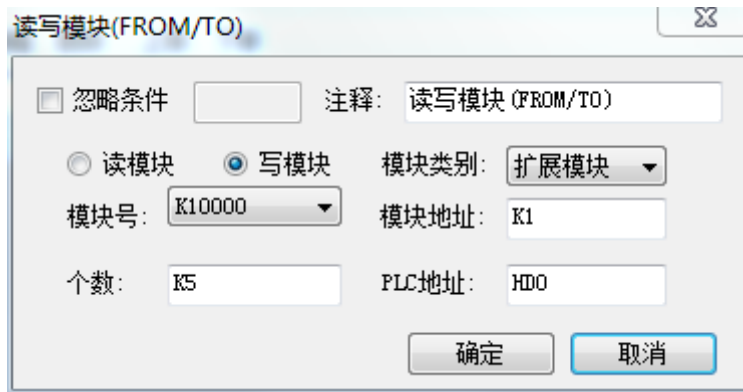 读写模块(FROM/TO)
忽略条件 注释: 读写模块(FROM/TO)
读模块 写模块 模块类别: 扩展模块
模块号: K10000 模块地址: K1
个数: K5 PLC地址: HD0
确定 取消